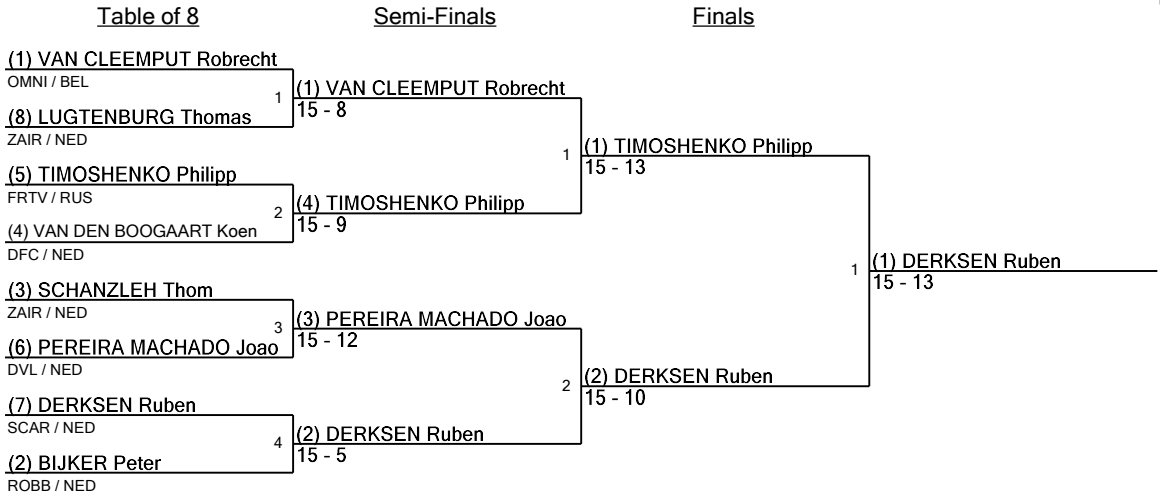 Table of 8
Semi-Finals
Finals
(1) VAN CLEEMPUT Robrecht
OMNI / BEL
1
(8) LUGTENBURG Thomas
ZAIR / NED
(5) TIMOSHENKO Philipp
FRTV / RUS
2
(4) VAN DEN BOOGAART Koen
DFC / NED
(3) SCHANZLEH Thom
ZAIR / NED
3
(6) PEREIRA MACHADO Joao
DVL / NED
(7) DERKSEN Ruben
SCAR / NED
4
(2) BIJKER Peter
ROBB / NED
(1) VAN CLEEMPUT Robrecht
15 - 8
1
(4) TIMOSHENKO Philipp
15 - 9
(3) PEREIRA MACHADO Joao
15 - 12
2
(2) DERKSEN Ruben
15 - 5
(1) TIMOSHENKO Philipp
15 - 13
1
(2) DERKSEN Ruben
15 - 10
(1) DERKSEN Ruben
15 - 13